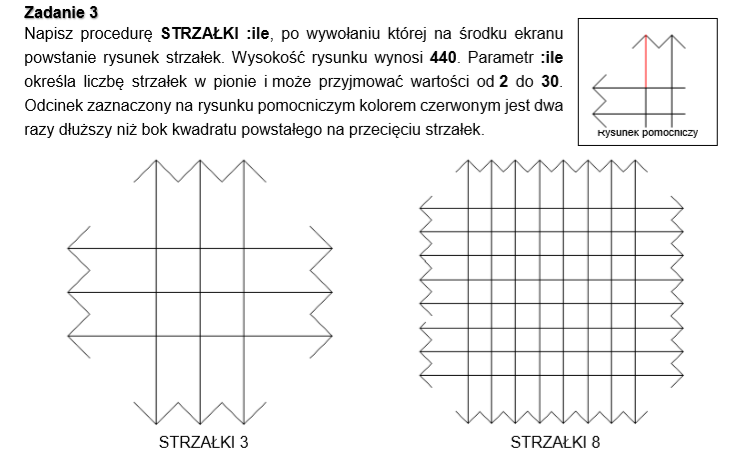 Zadanie 3
Napisz procedurę STRZAŁKI :ile, po wywołaniu której na środku ekranu
powstanie rysunek strzałek. Wysokość rysunku wynosi 440. Parametr :ile
określa liczbę strzałek w pionie i może przyjmować wartości od 2 do 30.
Odcinek zaznaczony na rysunku pomocniczym kolorem czerwonym jest dwa
razy dłuższy niż bok kwadratu powstałego na przecięciu strzałek.
Rysunek pomocniczy
STRZAŁKI 3
STRZAŁKI 8